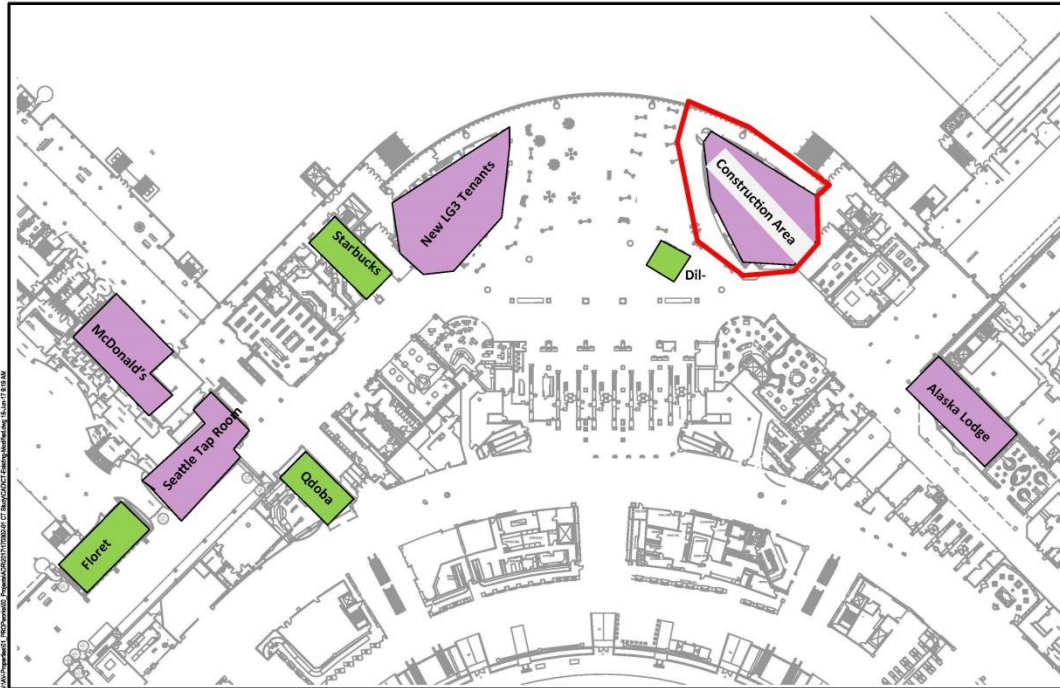 New LG3 Tenants
Construction Area
Starbucks
Dil-
McDonald's
Alaska Lodge
Seattle Tap Room
Qdoba
Floret